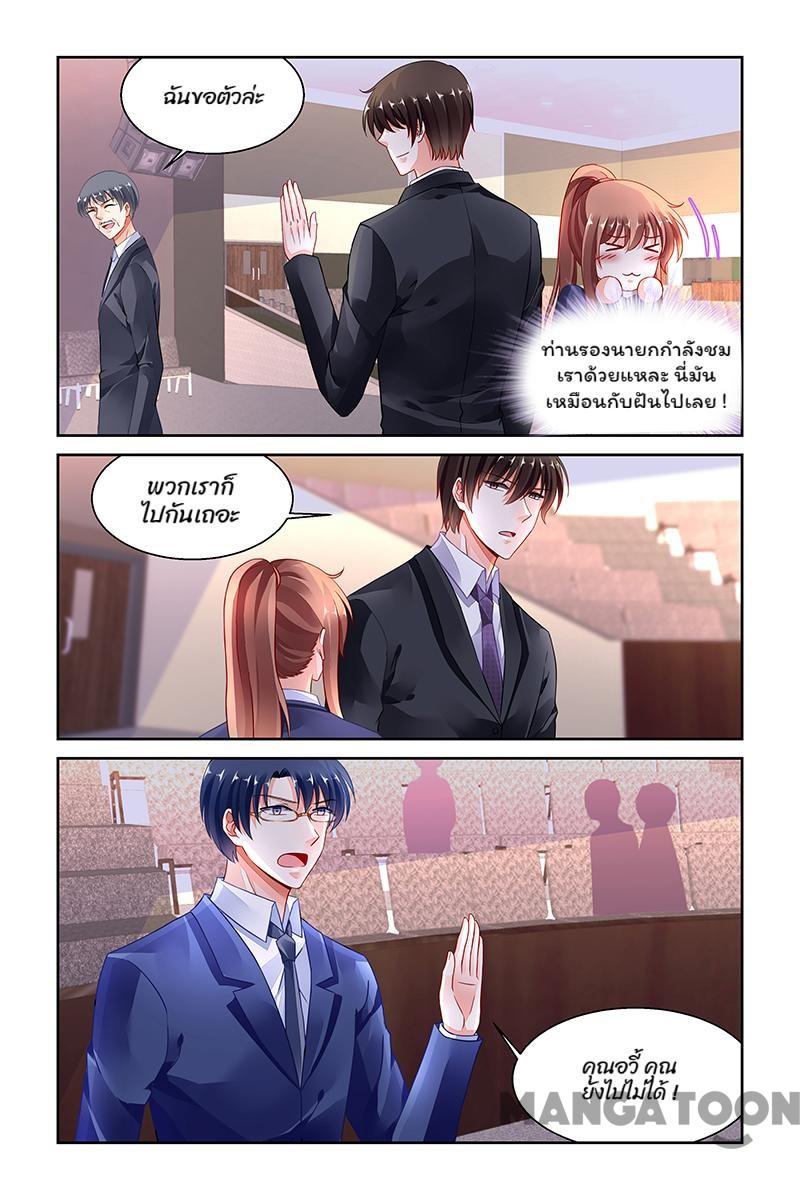 ฉันขอตัวล่ะ
ท่านรองนายกกำลังชม
เราด้วยแหละ นี่มัน
เหมือนกับฝันไปเลย !
พวกเราก็
ไปกันเถอะ
คุณอวี้ คุณ
ยังไปไม่ได้ !
MANGATOON